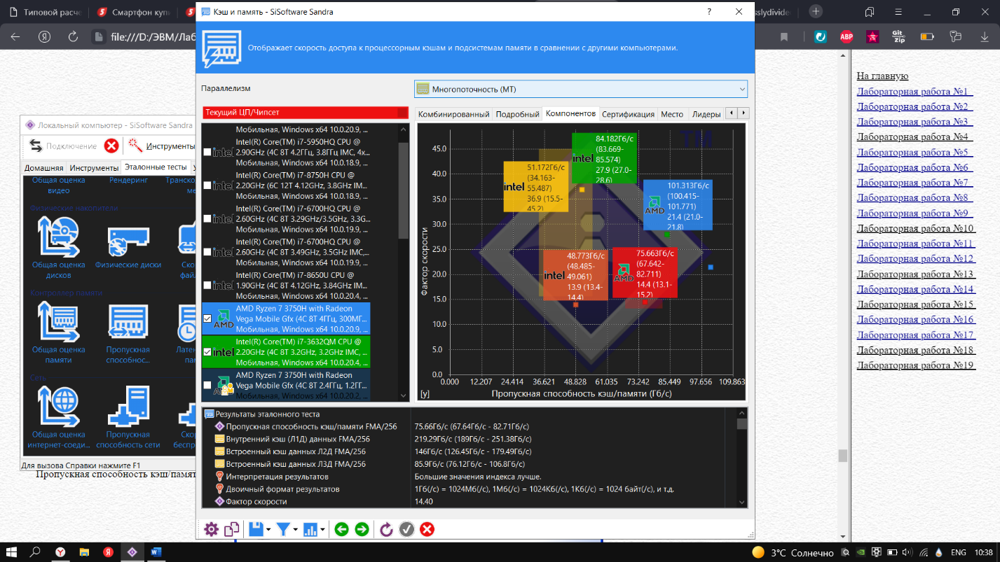 Типовой расче
Смартфон купи
sslydivide
file:///D:/ЭВМ/Лаб
ABP
Git
Zip
Кэш и память - SiSoftware Sandra
Отображает скорость доступа к процессорным кэшам и подсистемам памяти в сравнении с другими компьютерами.
Параллелизм
Многопоточность (МТ)
Текущий ЦП/Чипсет
Комбинированный
Подробный
Компонентов
Сертификация
Место
Лидеры
Мобильная, Windows x64 10.0.20.9, ...
Intel(R) Core(TM) i7-5950HQ CPU @
2.90GHz (4C 8T 4.2ГГц, 3.8ГГц IMC, 4x...
Мобильная, Windows x64 10.0.18.9, ...
Intel(R) Core(TM) i7-8750H CPU @
2.20GHz (6C 12T 4.12GHz, 3.8GHz IM...
Мобильная, Windows x64 10.0.18.9, ...
Intel(R) Core(TM) i7-6700HQ CPU @
2.60GHz (4C 8T 3.29GHz/3.5GHz, 3.3G...
Мобильная, Windows x64 10.0.19.9, ...
Intel(R) Core(TM) i7-6700HQ CPU @
2.60GHz (4C 8T 3.49GHz, 3.5GHz IMC,...
Мобильная, Windows x64 10.0.19.9, ...
Intel(R) Core(TM) i7-8650U CPU @
1.90GHz (4C 8T 4.12GHz, 3.84GHz IM...
Мобильная, Windows x64 10.0.20.4, ...
AMD Ryzen 7 3750H with Radeon
Vega Mobile Gfx (4C 8T 4ГГц, 300МГ...
Мобильная, Windows x64 10.0.20.9, ...
Intel(R) Core(TM) i7-3632QM CPU @
2.20GHz (4C 8T 3.2GHz, 3.2GHz IMC, ...
Мобильная, Windows x64 10.0.20.4, ...
AMD Ryzen 7 3750H with Radeon
Vega Mobile Gfx (4C 8T 2.4ГГц, 1.2ГГ...
Мобильная, Windows x64 10.0.20.2, ...
intel
intel
intel
intel
intel
AMD
intel
TM
Фактор скорости
45.0
40.0
35.0
30.0
25.0
20.0
15.0
10.0
5.0
0.0
intel
84.182Гб/с
(83.669-
85.574)
27.9 (27.0-
28.6)
intel
51.172Гб/с
(34.163-
55.487)
36.9 (15.5-
45.2)
AMD
101.313Гб/с
(100.415-
101.771)
21.4 (21.0-
21.8)
intel
48.773Гб/с
(48.485-
49.061)
13.9 (13.4-
14.4)
AMD
75.663Гб/с
(67.642-
82.711)
14.4 (13.1-
15.2)
0.000 12.207 24.414 36.621 48.828 61.035 73.242 85.449 97.656 109.863
[y]
Пропускная способность кэш/памяти (Гб/с)
Результаты эталонного теста
Пропускная способность кэш/памяти FMA/256 75.66Гб/с (67.64Гб/с - 82.71Гб/с)
Внутренний кэш (Л1Д) данных FMA/256 219.29Гб/с (189Гб/с - 251.38Гб/с)
Встроенный кэш данных Л2Д FMA/256 146Гб/с (126.45Гб/с - 179.49Гб/с)
Встроенный кэш данных Л3Д FMA/256 85.9Гб/с (76.12Гб/с - 106.8Гб/с)
Интерпретация результатов Большие значения индекса лучше.
Двоичный формат результатов 1Гб(/с) = 1024Мб(/с), 1Мб(/с) = 1024Кб(/с), 1Кб(/с) = 1024 байт(/с), и т.д.
Фактор скорости 14.40
Локальный компьютер - SiSoftware Sandra
Подключение
Инструменты
Домашняя
Инструменты
Эталонные тесты
У
Общая оценка
видео
Рендеринг
Транско
ме
Физические накопители
Общая оценка
дисков
Физические диски
Ско
фай.
Контроллер памяти
Общая оценка
памяти
Пропускная
способнос...
Латен
па
Сеть
Общая оценка
интернет-соеди...
Пропускная
способность сети
Скор
беспр
Для вызова Справки нажмите F1
Пропускная способность кэш/памят
На главную
Лабораторная работа №1
Лабораторная работа №2
Лабораторная работа №3
Лабораторная работа №4
Лабораторная работа №5
Лабораторная работа №6
Лабораторная работа №7
Лабораторная работа №8
Лабораторная работа №9
Лабораторная работа №10
Лабораторная работа №11
Лабораторная работа №12
Лабораторная работа №13
Лабораторная работа №14
Лабораторная работа №15
Лабораторная работа №16
Лабораторная работа №17
Лабораторная работа №18
Лабораторная работа №19
3°C Солнечно
ENG
10:38